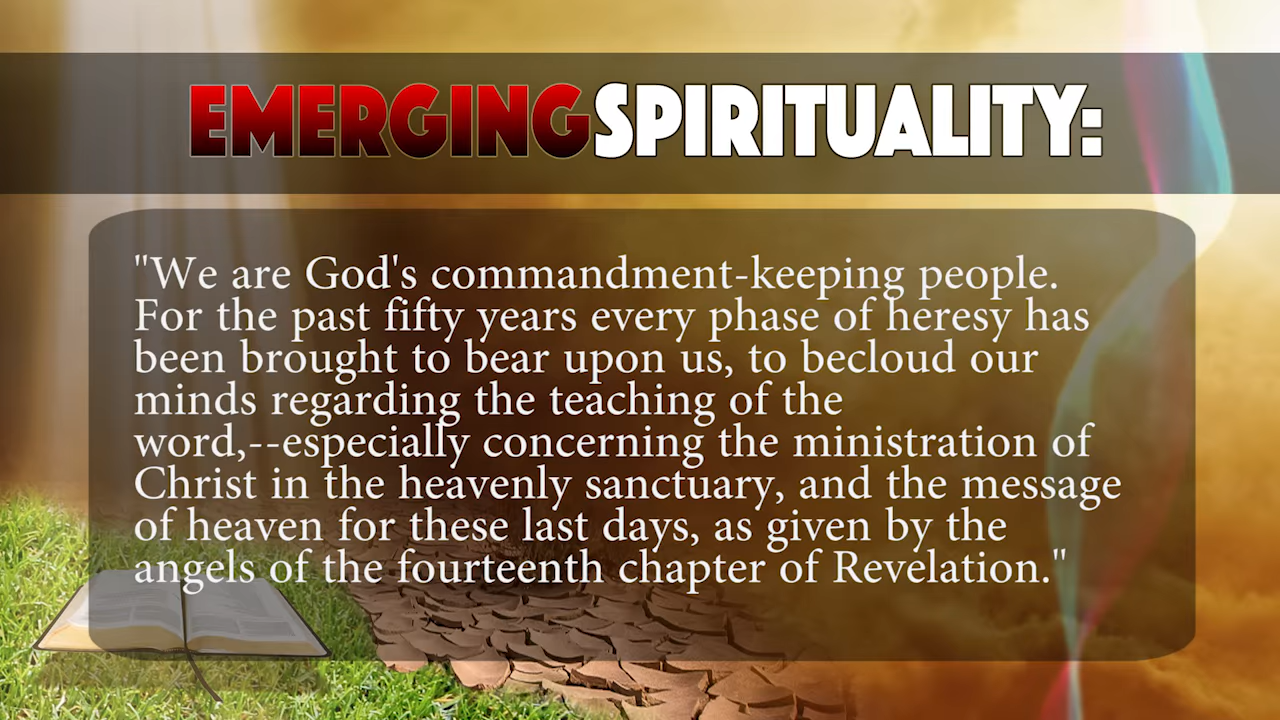 EMERGINGSPIRITUALITY:
"We are God's commandment-keeping people.
For the past fifty years every phase of heresy has
been brought to bear upon us, to becloud our
minds regarding the teaching of the
word,--especially concerning the ministration of
Christ in the heavenly sanctuary, and the message
of heaven for these last days, as given by the
angels of the fourteenth chapter of Revelation."